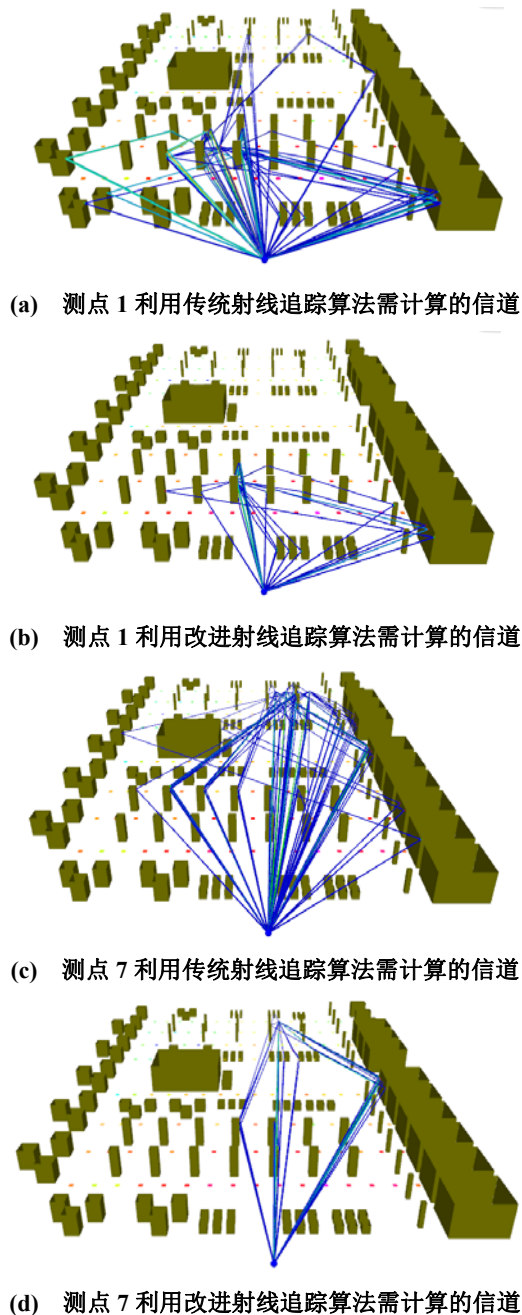 (a) 测点 1 利用传统射线追踪算法需计算的信道
(b) 测点 1 利用改进射线追踪算法需计算的信道
(c) 测点 7 利用传统射线追踪算法需计算的信道
(d) 测点 7 利用改进射线追踪算法需计算的信道